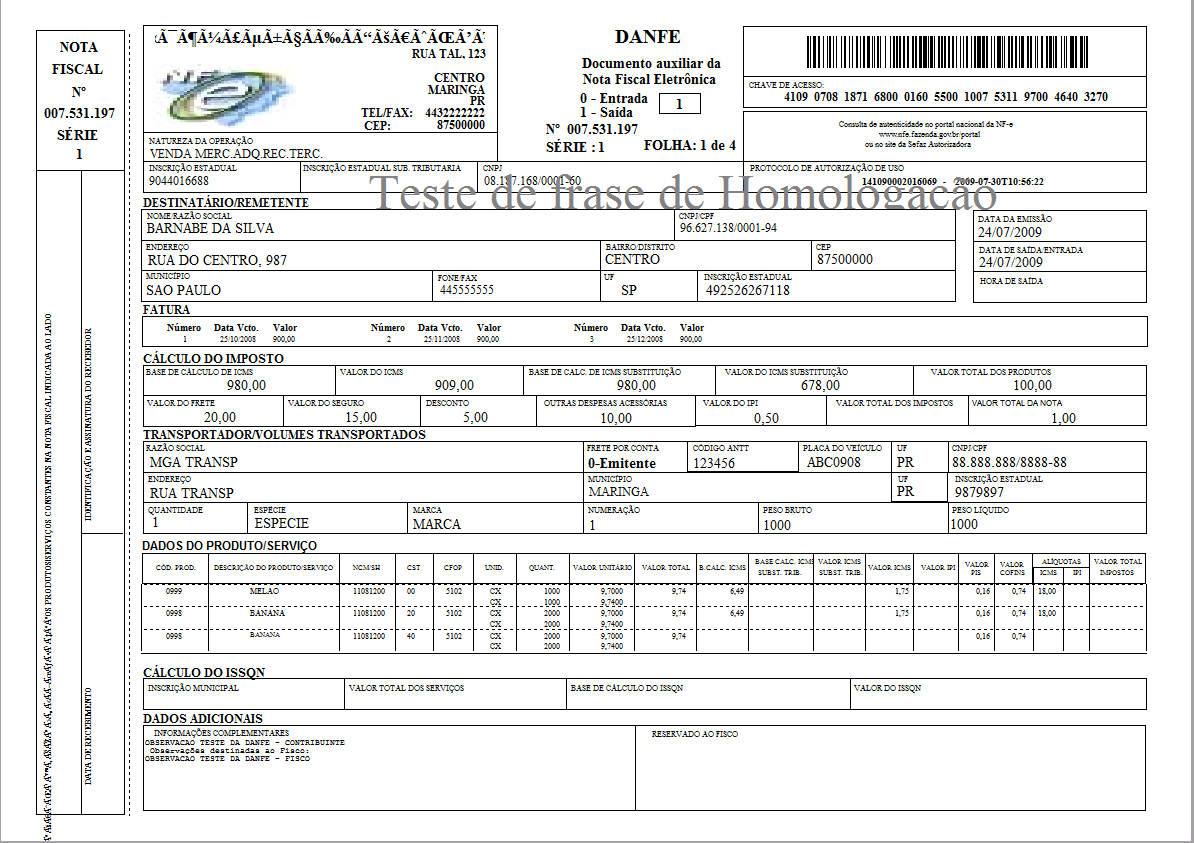 NOTA
FISCAL
Nº
007.531.197
SÉRIE
1
IDENTIFICAÇÃO E ASSINATURA DO RECEBEDOR
DATA DE RECEBIMENTO
OS PRODUTOS/SERVIÇOS CONSTANTES NA NOTA FISCAL INDICADA AO LADO
RUA TAL, 123
CENTRO
MARINGA
PR
TEL/FAX: 4432222222
CEP: 87500000
NATUREZA DA OPERAÇÃO
VENDA MERC.ADQ.REC.TERC.
DANFE
Documento auxiliar da
Nota Fiscal Eletrônica
0 - Entrada
1 - Saída
1
Nº 007.531.197
SÉRIE : 1
FOLHA: 1 de 4
CHAVE DE ACESSO:
4109 0708 1871 6800 0160 5500 1007 5311 9700 4640 3270
Consulta de autenticidade no portal nacional da NF-e
www.nfe.fazenda.gov.br/portal
ou no site da Sefaz Autorizadora
INSCRIÇÃO ESTADUAL
9044016688
INSCRIÇÃO ESTADUAL SUB. TRIBUTARIA
CNPJ
08.187.168/0001-60
PROTOCOLO DE AUTORIZAÇÃO DE USO
141090002016069 - 2009-07-30T10:56:22
Teste de frase de Homologacao
DESTINATÁRIO/REMETENTE
NOME/RAZÃO SOCIAL
BARNABE DA SILVA
CNPJ/CPF
96.627.138/0001-94
DATA DA EMISSÃO
24/07/2009
ENDEREÇO
RUA DO CENTRO, 987
BAIRRO/DISTRITO
CENTRO
CEP
87500000
DATA DE SAÍDA/ENTRADA
24/07/2009
MUNICÍPIO
SAO PAULO
FONE/FAX
445555555
UF
SP
INSCRIÇÃO ESTADUAL
492526267118
HORA DE SAÍDA
FATURA
Número Data Vcto. Valor Número Data Vcto. Valor Número Data Vcto. Valor
1 25/10/2008 900,00 2 25/11/2008 900,00 3 25/12/2008 900,00
CÁLCULO DO IMPOSTO
BASE DE CÁLCULO DE ICMS
980,00
VALOR DO ICMS
909,00
BASE DE CALC. DE ICMS SUBSTITUIÇÃO
980,00
VALOR DO ICMS SUBSTITUIÇÃO
678,00
VALOR TOTAL DOS PRODUTOS
100,00
VALOR DO FRETE
20,00
VALOR DO SEGURO
15,00
DESCONTO
5,00
OUTRAS DESPESAS ACESSÓRIAS
10,00
VALOR DO IPI
0,50
VALOR TOTAL DOS IMPOSTOS
VALOR TOTAL DA NOTA
1,00
TRANSPORTADOR/VOLUMES TRANSPORTADOS
RAZÃO SOCIAL
MGA TRANSP
FRETE POR CONTA
0-Emitente
CÓDIGO ANTT
123456
PLACA DO VEÍCULO
ABC0908
UF
PR
CNPJ/CPF
88.888.888/8888-88
ENDEREÇO
RUA TRANSP
MUNICÍPIO
MARINGA
UF
PR
INSCRIÇÃO ESTADUAL
9879897
QUANTIDADE
1
ESPÉCIE
ESPECIE
MARCA
MARCA
NUMERAÇÃO
1
PESO BRUTO
1000
PESO LÍQUIDO
1000
DADOS DO PRODUTO/SERVIÇO
CÓD. PROD. DESCRIÇÃO DO PRODUTO/SERVIÇO NCM/SH CST CFOP UNID. QUANT. VALOR UNITÁRIO VALOR TOTAL B.CALC. ICMS BASE CALC. ICMS SUBST. TRIB. VALOR ICMS SUBST. TRIB. VALOR ICMS VALOR IPI VALOR PIS VALOR COFINS ALÍQUOTAS ICMS IPI VALOR TOTAL IMPOSTOS
0999 MELAO 11081200 00 5102 CX 1000 9,7000 9,74 6,49 1,75 0,16 0,74 18,00
CX 1000 9,7400
0998 BANANA 11081200 20 5102 CX 2000 9,7000 9,74 6,49 1,75 0,16 0,74 18,00
CX 2000 9,7400
0998 BANANA 11081200 40 5102 CX 2000 9,7000 9,74 0,16 0,74
CX 2000 9,7400
CÁLCULO DO ISSQN
INSCRIÇÃO MUNICIPAL
VALOR TOTAL DOS SERVIÇOS
BASE DE CÁLCULO DO ISSQN
VALOR DO ISSQN
DADOS ADICIONAIS
INFORMAÇÕES COMPLEMENTARES
OBSERVACAO TESTE DA DANFE - CONTRIBUINTE
Observações destinadas ao Fisco:
OBSERVACAO TESTE DA DANFE - FISCO
RESERVADO AO FISCO